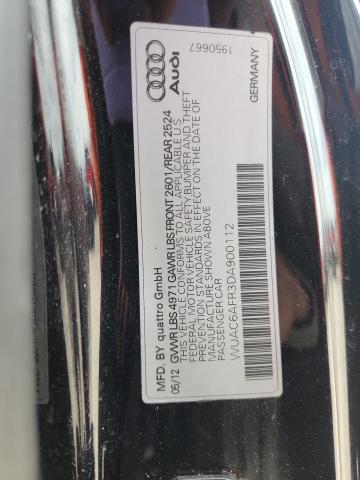 Audi
1950667
GERMANY
MFD. BY quattro GmbH
05/12 GVWR LBS 4971 GAWR LBS FRONT 2601/REAR 2524
THIS VEHICLE CONFORMS TO ALL APPLICABLE U S
FEDERAL MOTOR VEHICLE SAFETY BUMPER AND THEFT
PREVENTION STANDARDS IN EFFECT ON THE DATE OF
MANUFACTURE SHOWN ABOVE
PASSENGER CAR
WUAC6AFR3DA900112